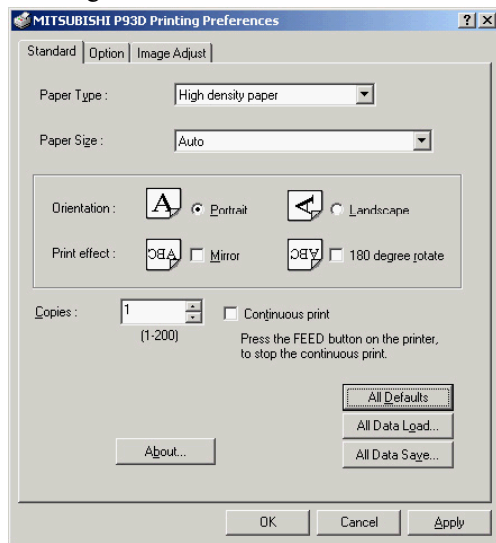 MITSUBISHI P93D Printing Preferences
Standard Option Image Adjust
Paper Type : High density paper
Paper Size : Auto
Orientation : A Portrait A Landscape
Print effect : ABC Mirror ABC 180 degree rotate
Copies : 1 Continuous print
(1-200) Press the FEED button on the printer,
to stop the continuous print.
All Defaults
All Data Load...
About... All Data Save...
OK Cancel Apply